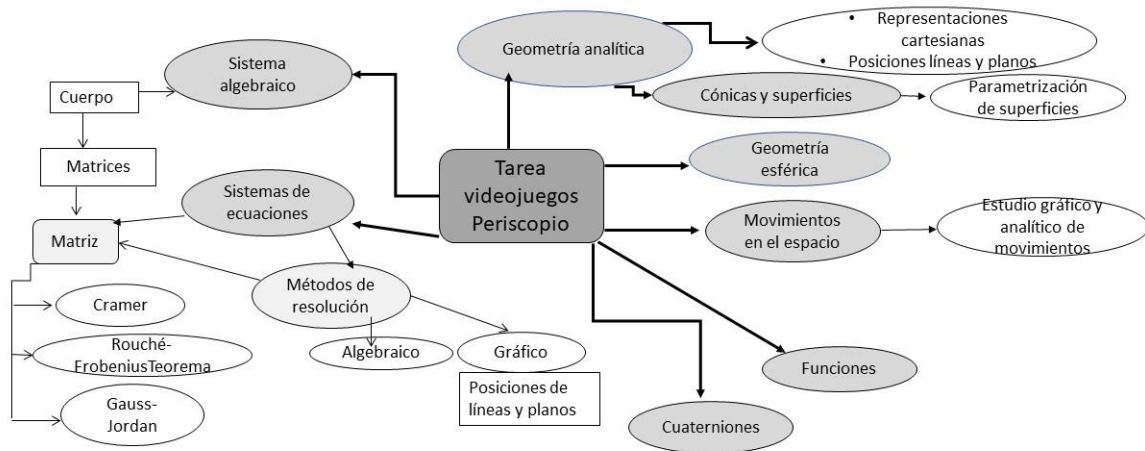 Geometría analítica
• Representaciones
cartesianas
• Posiciones líneas y planos
Sistema
algebraico
Cuerpo
Cónicas y superficies
Parametrización
de superficies
Matrices
Tarea
videojuegos
Periscopio
Geometría
esférica
Sistemas de
ecuaciones
Matriz
Movimientos
en el espacio
Estudio gráfico y
analítico de
movimientos
Métodos de
resolución
Cramer
Rouché-
FrobeniusTeorema
Algebraico
Gráfico
Posiciones de
líneas y planos
Gauss-
Jordan
Funciones
Cuaterniones